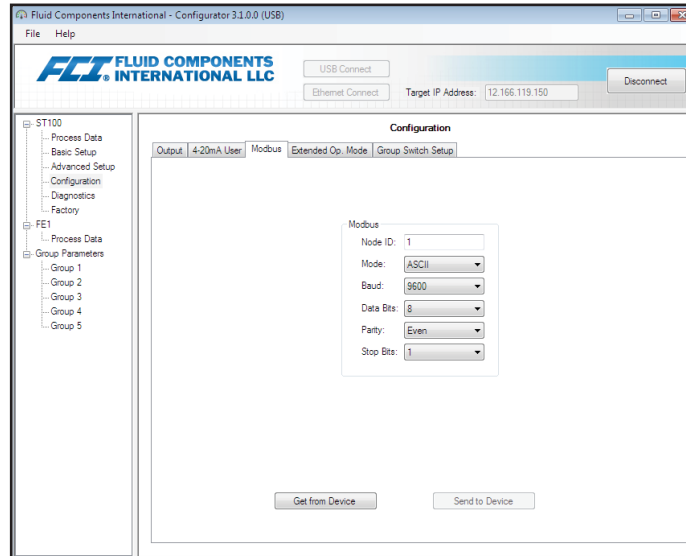 Fluid Components International - Configurator 3.1.0.0 (USB)
File Help
FCI FLUID COMPONENTS
INTERNATIONAL LLC
USB Connect
Ethernet Connect
Target IP Address: 12.166.119.150
Disconnect
ST100
Process Data
Basic Setup
Advanced Setup
Configuration
Diagnostics
Factory
FE1
Process Data
Group Parameters
Group 1
Group 2
Group 3
Group 4
Group 5
Configuration
Output 4-20mA User Modbus Extended Op. Mode Group Switch Setup
Modbus
Node ID: 1
Mode: ASCII
Baud: 9600
Data Bits: 8
Parity: Even
Stop Bits: 1
Get from Device Send to Device